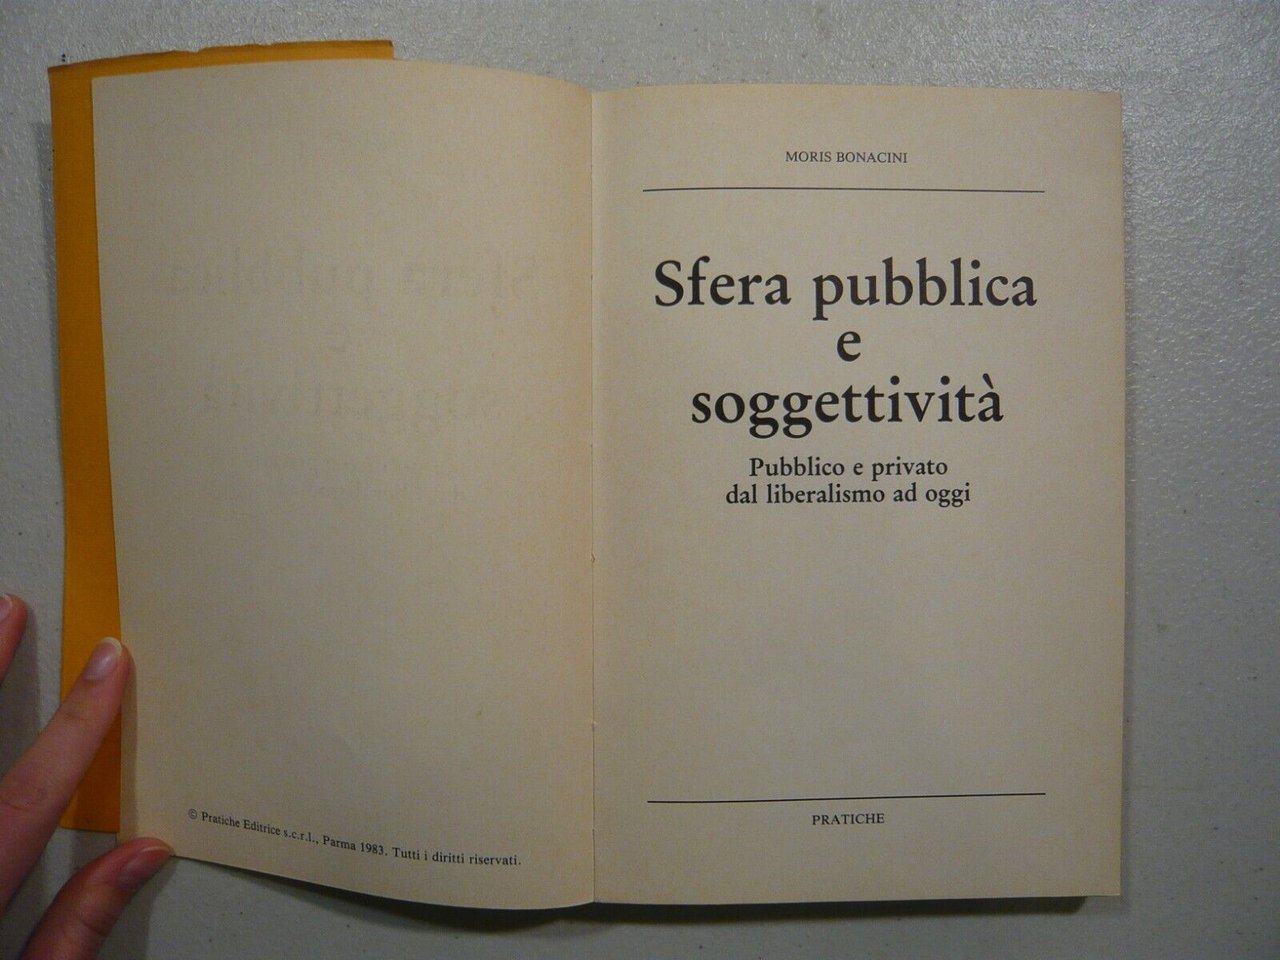 © Pratiche Editrice s.c.r.l., Parma 1983. Tutti i diritti riservati.
MORIS BONACINI
Sfera pubblica
e
soggettività
Pubblico e privato
dal liberalismo ad oggi
PRATICHE